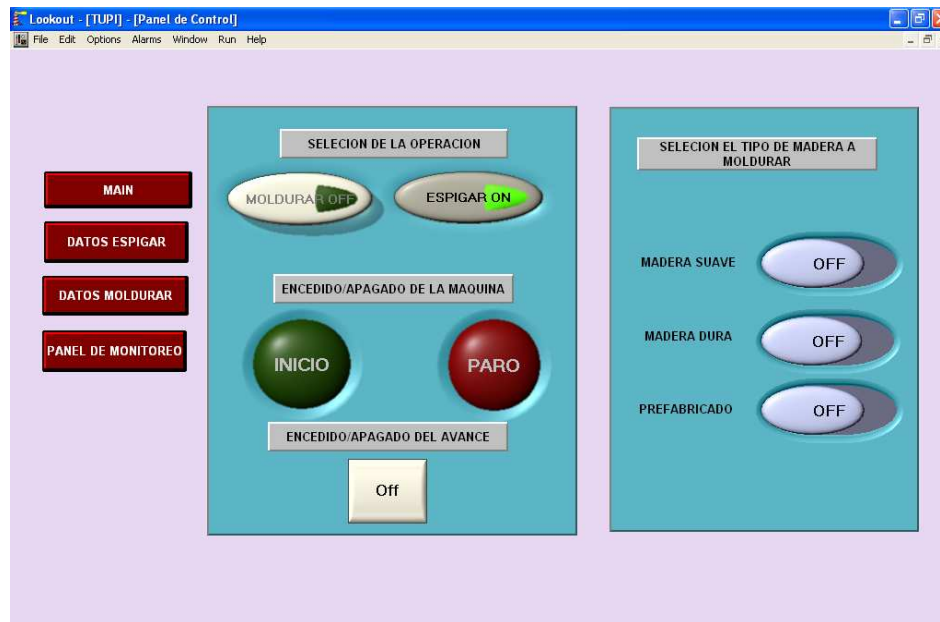 Lookout - [TUPI] - [Panel de Control]
File Edit Options Alarms Window Run Help
MAIN
DATOS ESPIGAR
DATOS MOLDURAR
PANEL DE MONITOREO
SELECION DE LA OPERACION
MOLDURAR OFF
ESPIGAR ON
ENCEDIDO/APAGADO DE LA MAQUINA
INICIO
PARO
ENCEDIDO/APAGADO DEL AVANCE
Off
SELECION EL TIPO DE MADERA A
MOLDURAR
MADERA SUAVE OFF
MADERA DURA OFF
PREFABRICADO OFF